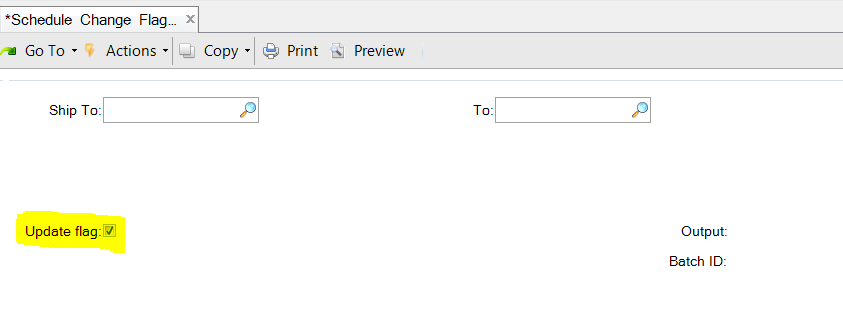 *Schedule Change Flag...
Go To Actions Copy Print Preview
Ship To: To:
Update flag: Output:
Batch ID: